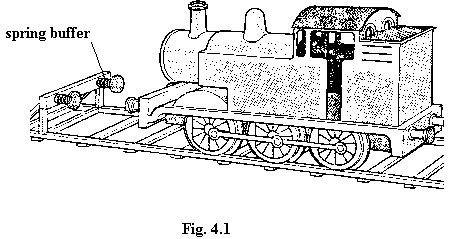 spring buffer
Fig. 4.1